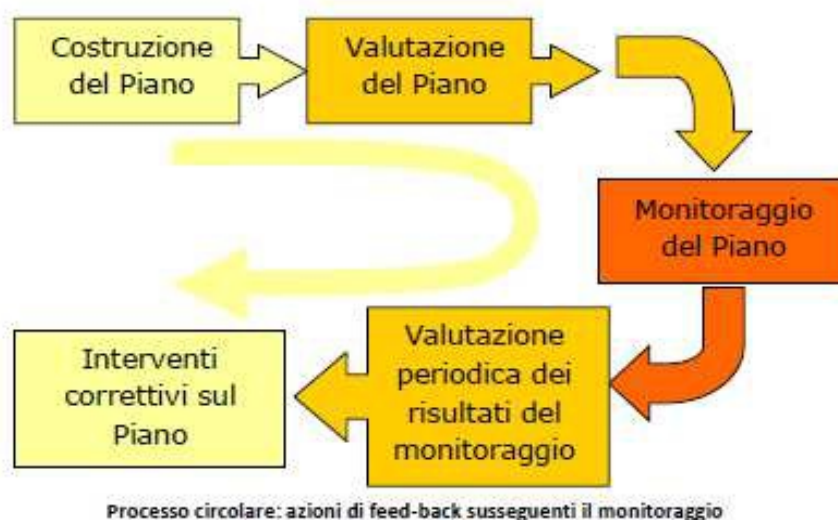 Costruzione
del Piano
Valutazione
del Piano
Monitoraggio
del Piano
Valutazione
periodica dei
risultati del
monitoraggio
Interventi
correttivi sul
Piano
Processo circolare: azioni di feed-back susseguenti il monitoraggio